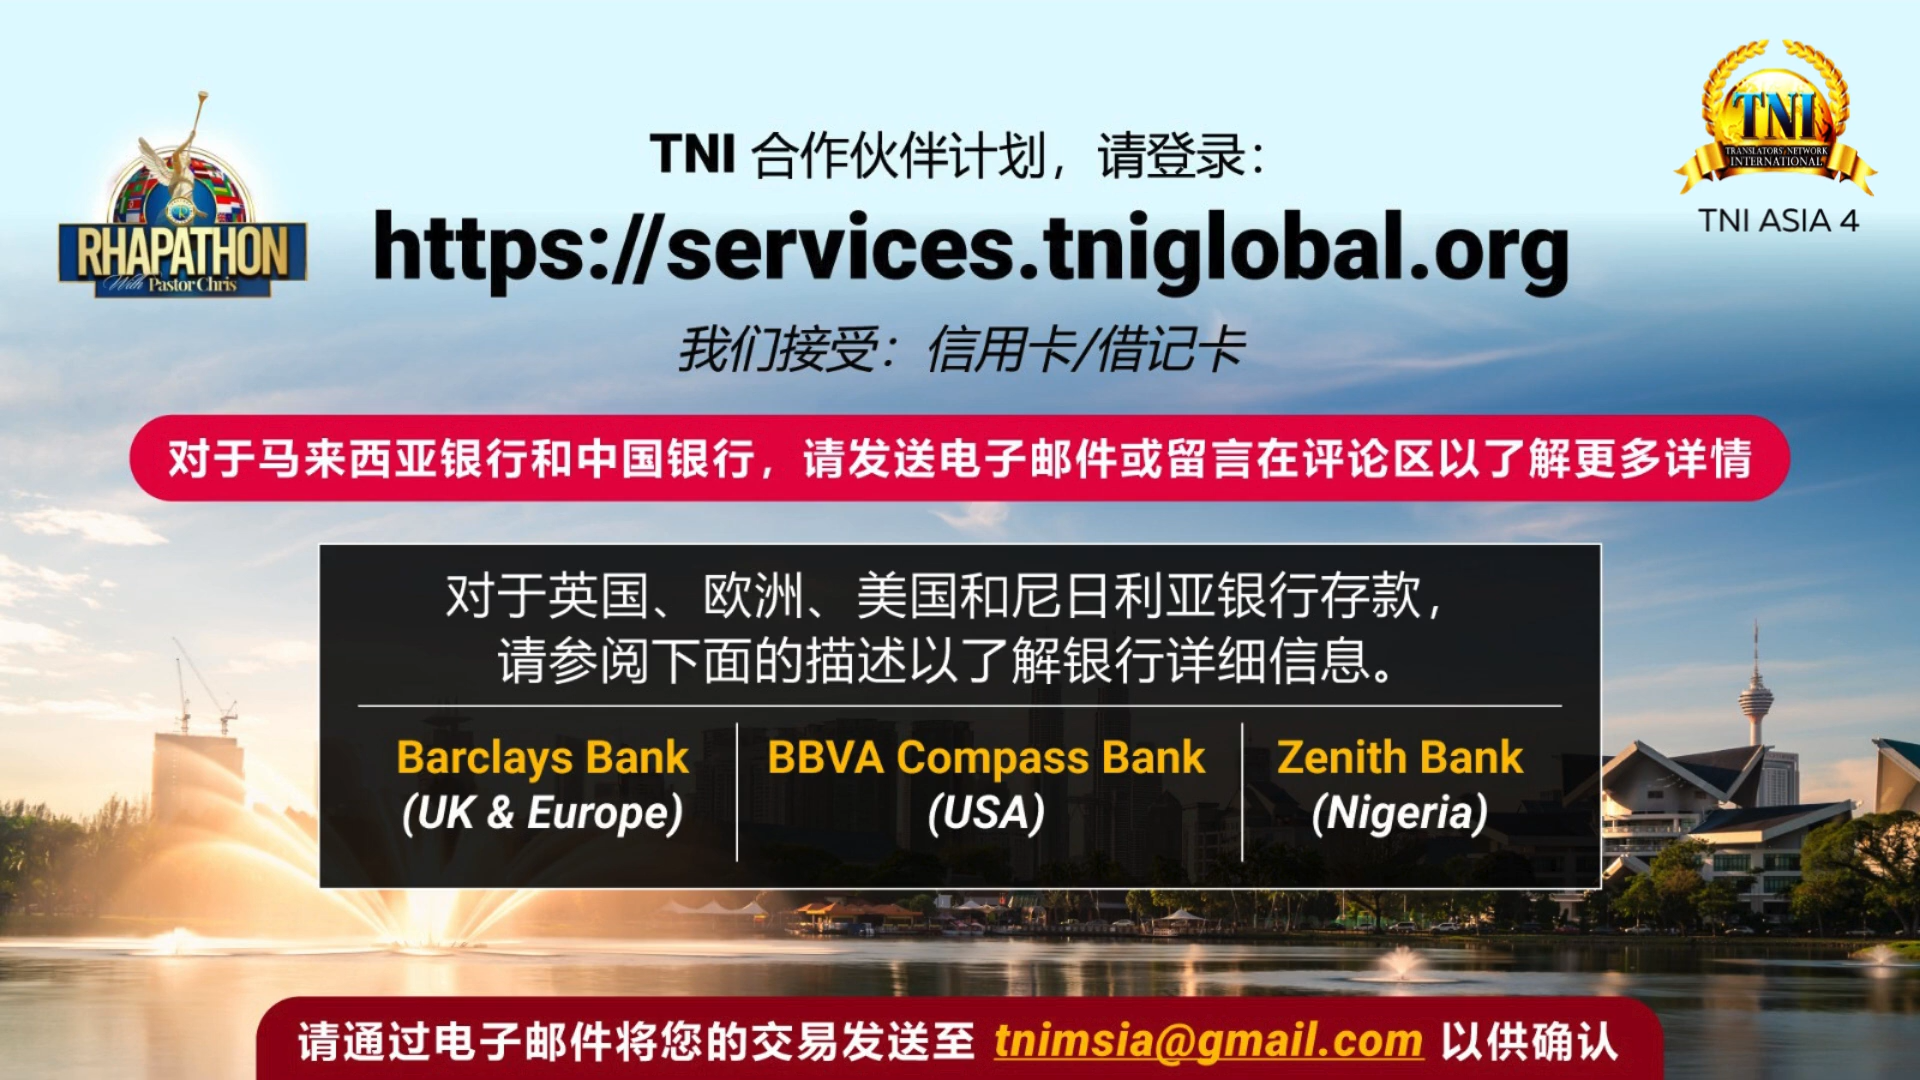 RHAPATHON
With Pastor Chris
TNI
TRANSLATORS' NETWORK
INTERNATIONAL
TNI ASIA 4
TNI 合作伙伴计划，请登录：
https://services.tniglobal.org
我们接受：信用卡/借记卡
对于马来西亚银行和中国银行，请发送电子邮件或留言在评论区以了解更多详情
对于英国、欧洲、美国和尼日利亚银行存款，
请参阅下面的描述以了解银行详细信息。
Barclays Bank
(UK & Europe)
BBVA Compass Bank
(USA)
Zenith Bank
(Nigeria)
请通过电子邮件将您的交易发送至 tnimsia@gmail.com 以供确认